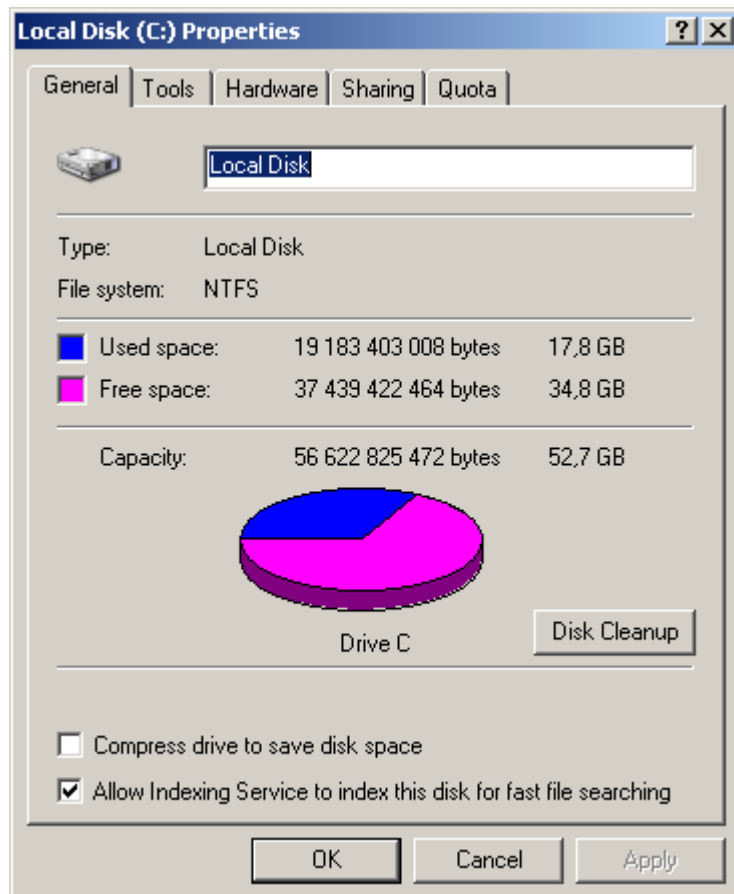 Local Disk (C:) Properties
General Tools Hardware Sharing Quota
Local Disk
Type: Local Disk
File system: NTFS
Used space: 19 183 403 008 bytes 17,8 GB
Free space: 37 439 422 464 bytes 34,8 GB
Capacity: 56 622 825 472 bytes 52,7 GB
Drive C
Disk Cleanup
Compress drive to save disk space
Allow Indexing Service to index this disk for fast file searching
OK Cancel Apply